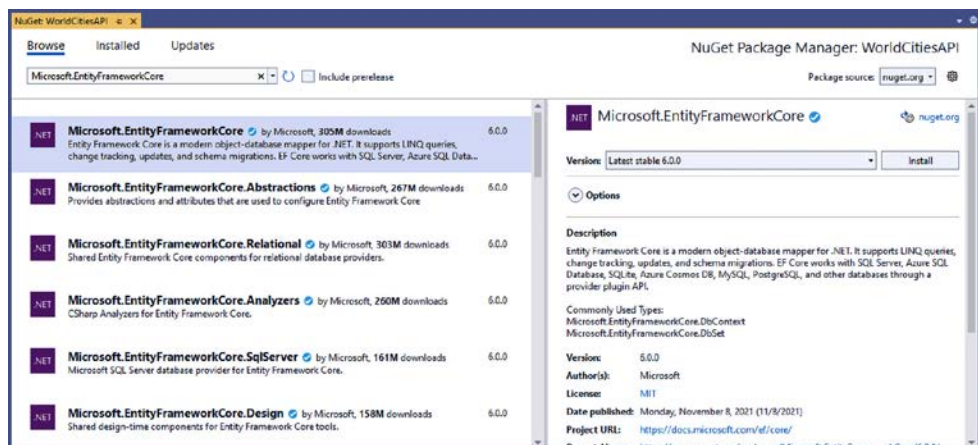 NuGet: WorldCitiesAPI
Browse Installed Updates
NuGet Package Manager: WorldCitiesAPI
Microsoft.EntityFrameworkCore
Include prerelease
Package source: nuget.org
.NET
Microsoft.EntityFrameworkCore by Microsoft, 305M downloads
6.0.0
Entity Framework Core is a modern object-database mapper for .NET. It supports LINQ queries,
change tracking, updates, and schema migrations. EF Core works with SQL Server, Azure SQL Data...
.NET
Microsoft.EntityFrameworkCore.Abstractions by Microsoft, 267M downloads
6.0.0
Provides abstractions and attributes that are used to configure Entity Framework Core
.NET
Microsoft.EntityFrameworkCore.Relational by Microsoft, 303M downloads
6.0.0
Shared Entity Framework Core components for relational database providers.
.NET
Microsoft.EntityFrameworkCore.Analyzers by Microsoft, 260M downloads
6.0.0
CSharp Analyzers for Entity Framework Core.
.NET
Microsoft.EntityFrameworkCore.SqlServer by Microsoft, 161M downloads
6.0.0
Microsoft SQL Server database provider for Entity Framework Core.
.NET
Microsoft.EntityFrameworkCore.Design by Microsoft, 158M downloads
6.0.0
Shared design-time components for Entity Framework Core tools.
.NET
Microsoft.EntityFrameworkCore
nuget.org
Version: Latest stable 6.0.0
Install
Options
Description
Entity Framework Core is a modern object-database mapper for .NET. It supports LINQ queries,
change tracking, updates, and schema migrations. EF Core works with SQL Server, Azure SQL
Database, SQLite, Azure Cosmos DB, MySQL, PostgreSQL, and other databases through a
provider plugin API.
Commonly Used Types:
Microsoft.EntityFrameworkCore.DbContext
Microsoft.EntityFrameworkCore.DbSet
Version: 6.0.0
Author(s): Microsoft
License: MIT
Date published: Monday, November 8, 2021 (11/8/2021)
Project URL: https://docs.microsoft.com/ef/core/